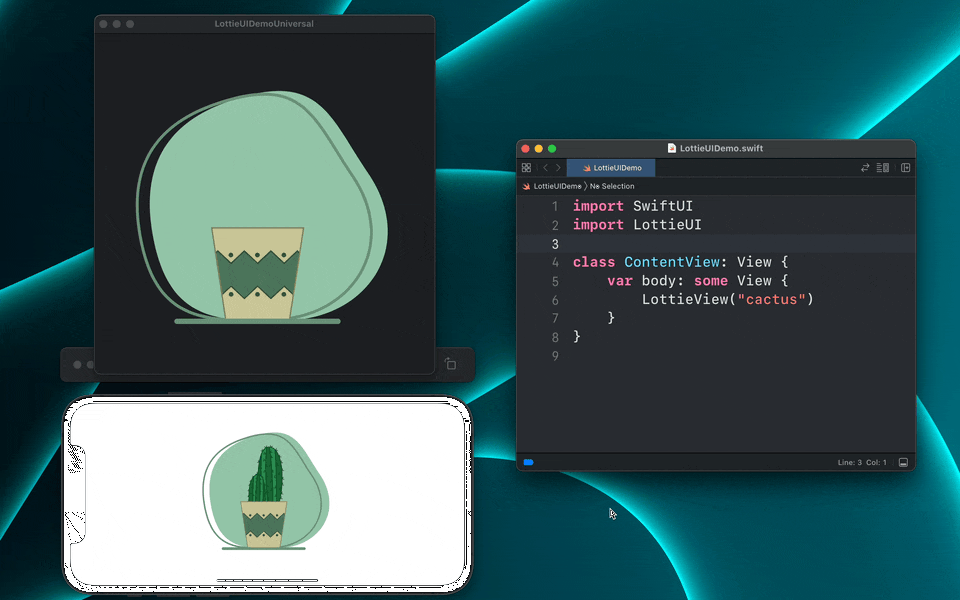 LottieUIDemoUniversal
LottieUIDemo.swift
LottieUIDemo
LottieUIDemo 〉 No Selection
1 import SwiftUI
2 import LottieUI
3
4 class ContentView: View {
5 var body: some View {
6 LottieView("cactus")
7 }
8 }
9
Line: 3 Col: 1